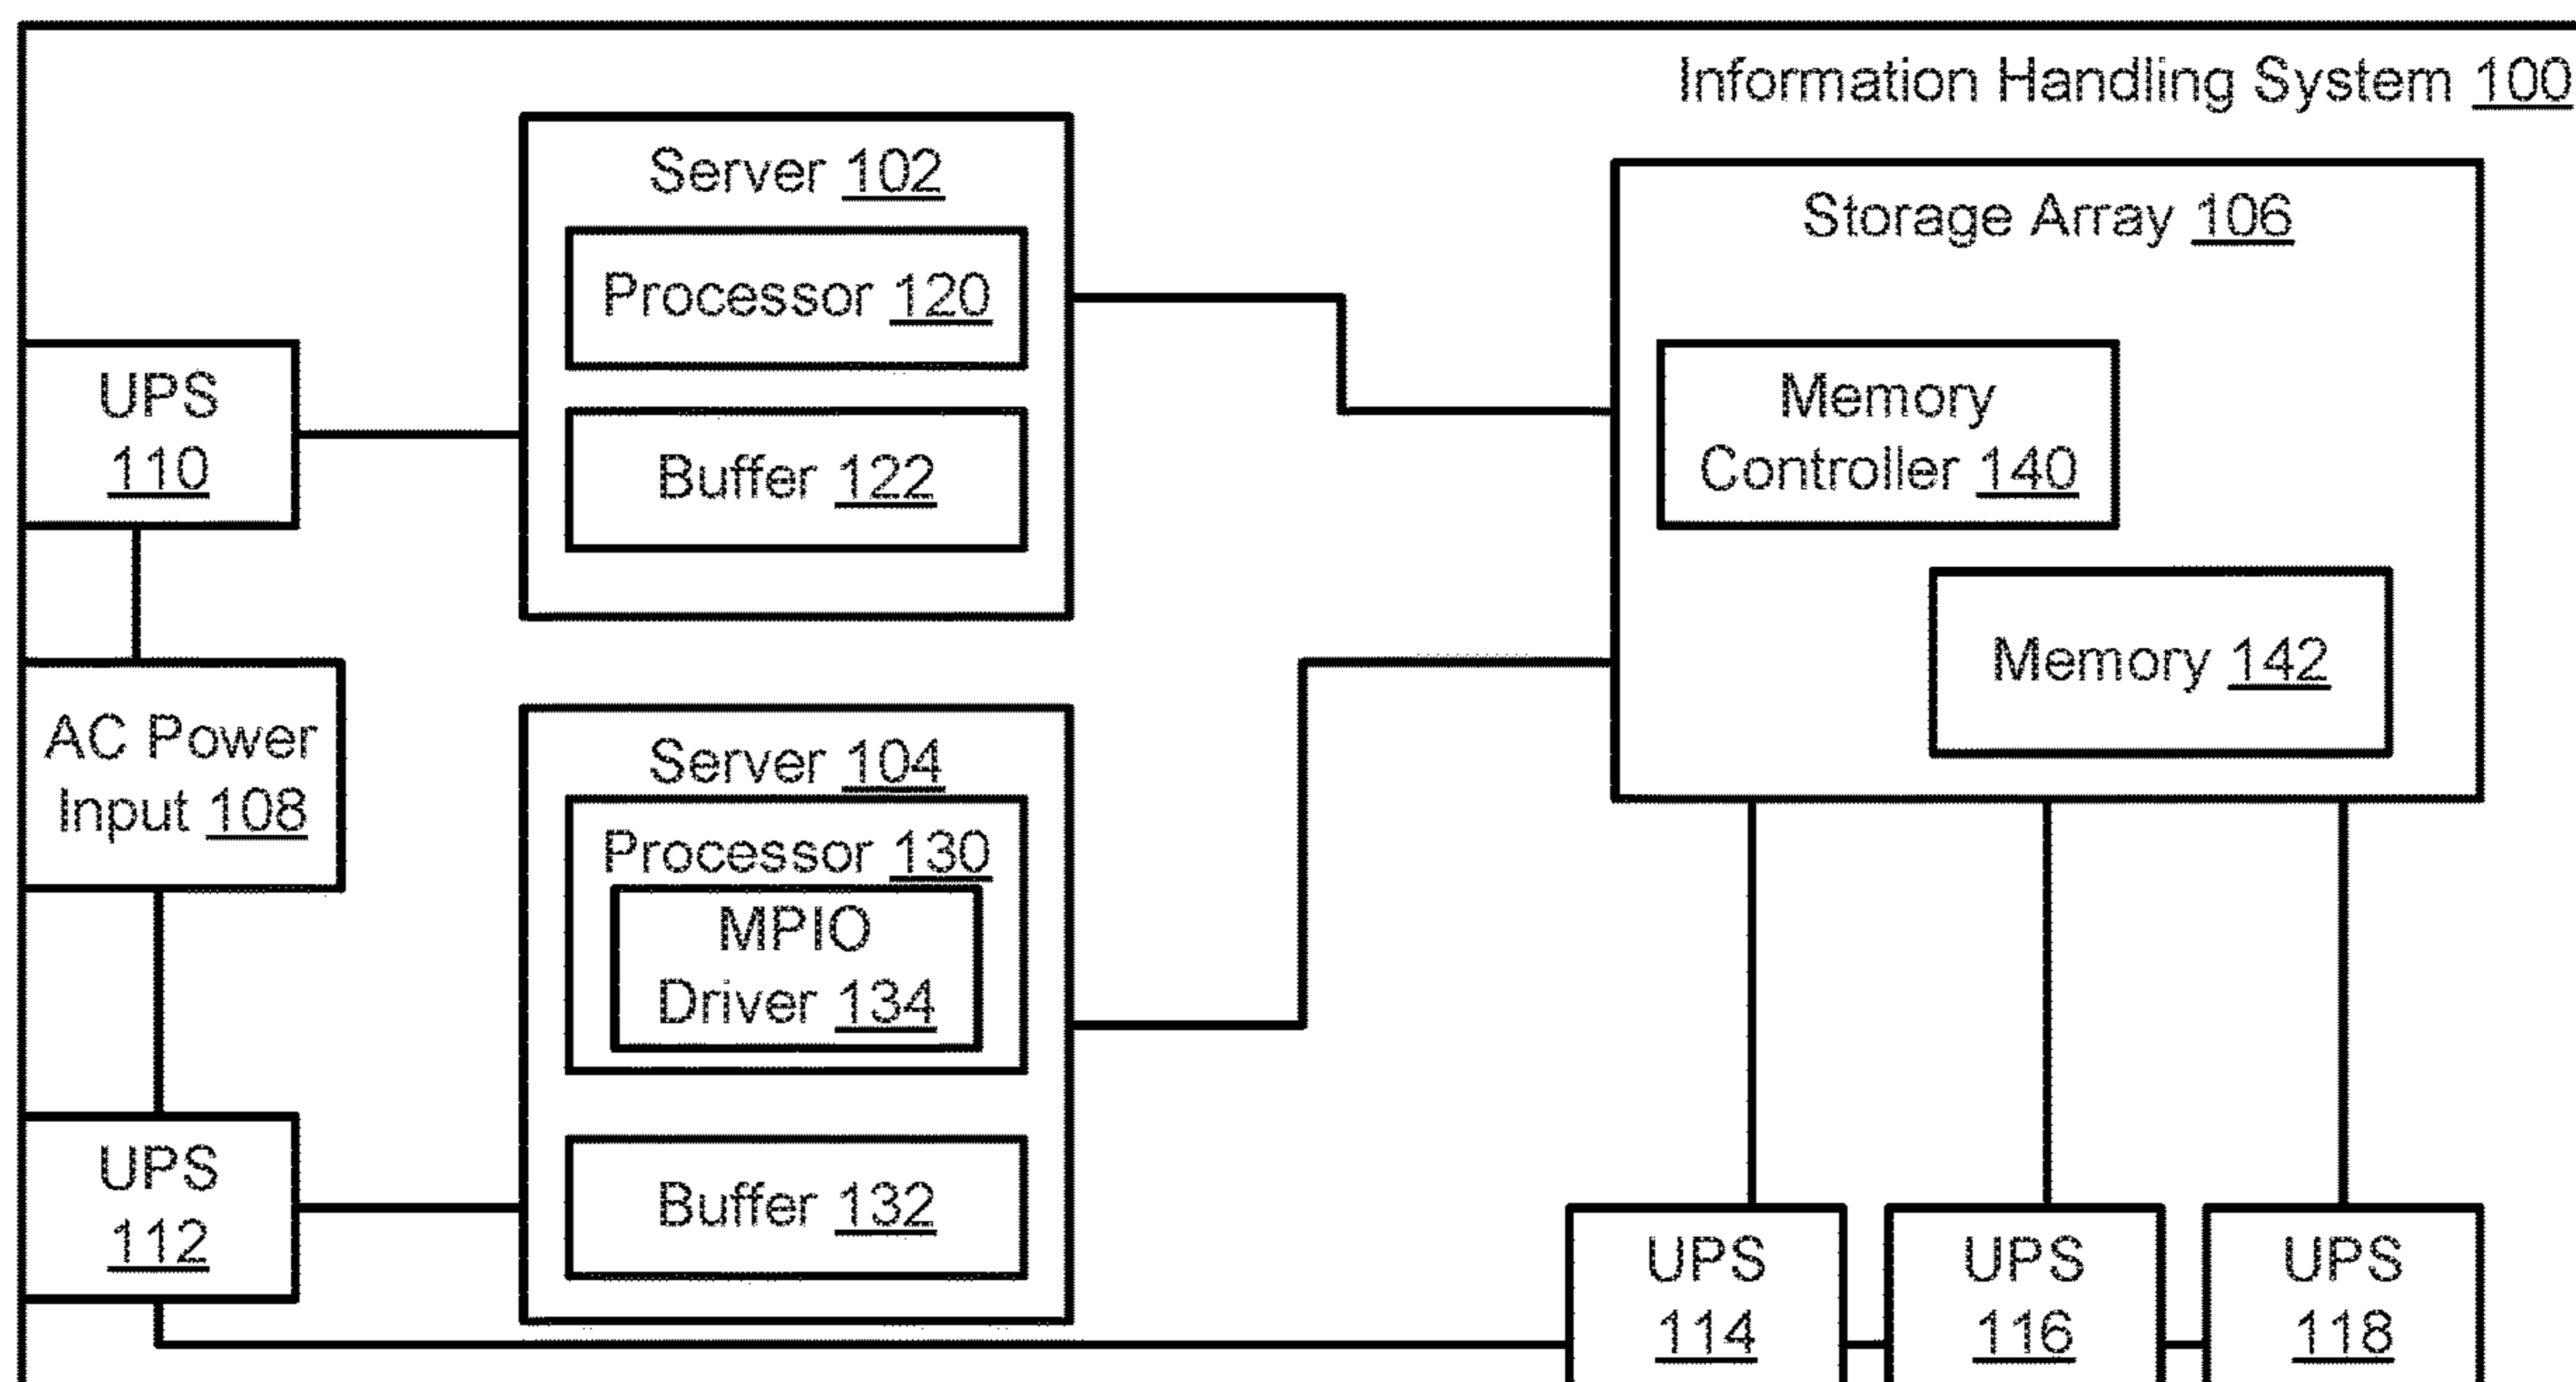 Information Handling System 100
Server 102
Processor 120
Buffer 122
Storage Array 106
Memory
Controller 140
Memory 142
UPS
110
AC Power
Input 108
Server 104
Processor 130
MPIO
Driver 134
Buffer 132
UPS
112
UPS
114
UPS
116
UPS
118